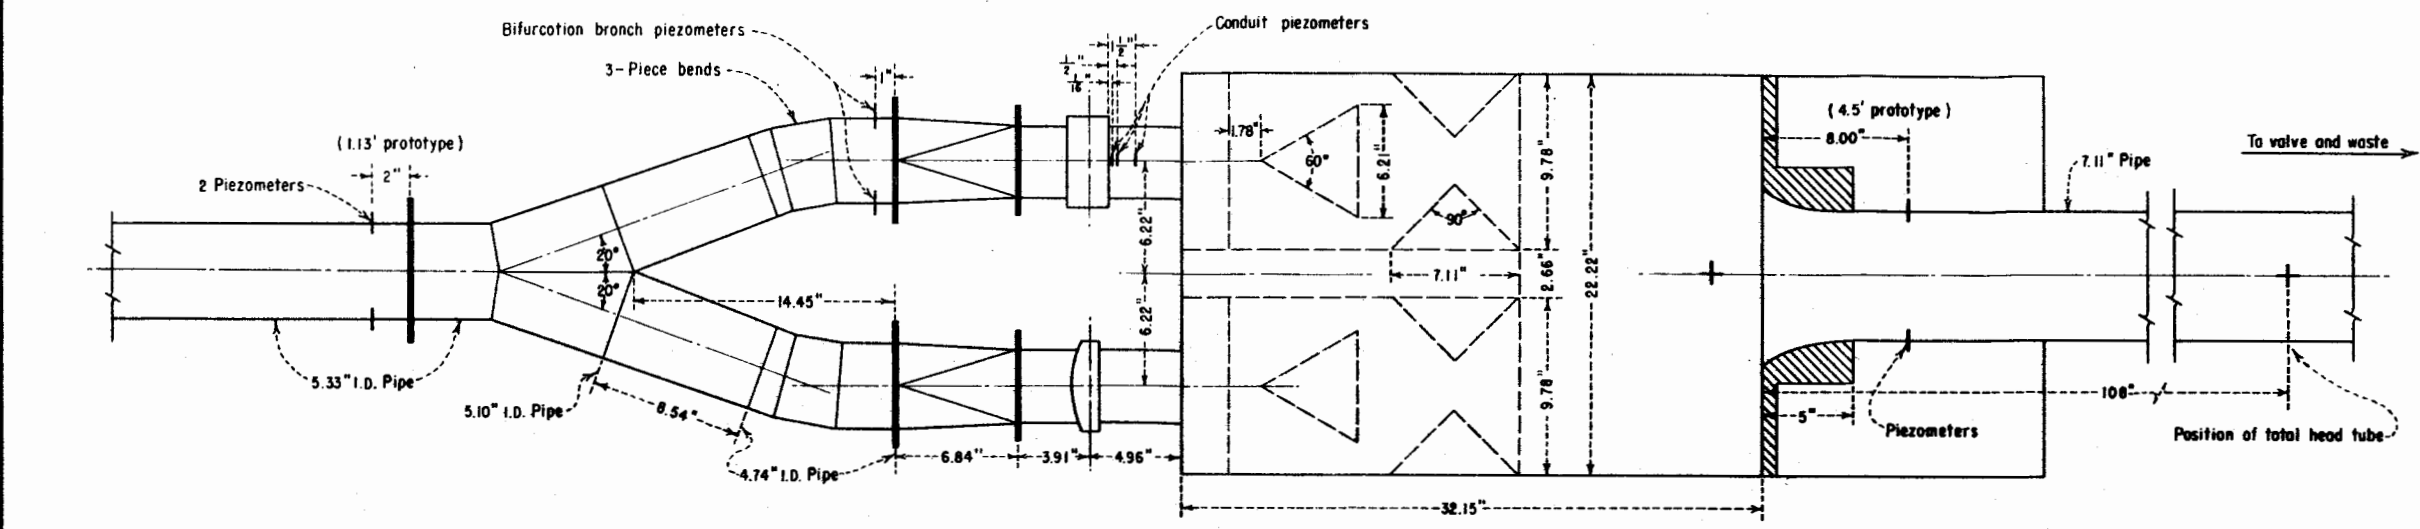 Bifurcation branch piezometers
3-Piece bends
(1.13' prototype)
2"
2 Piezometers
1"
1/2"
1/2"
1/16"
Conduit piezometers
1.78"
60°
6.21"
9.78"
(4.5' prototype)
8.00"
7.11" Pipe
To valve and waste
20°
20°
6.22"
6.22"
90°
7.11"
2.66"
22.22"
14.45"
5.33" I.D. Pipe
5.10" I.D. Pipe
8.54"
4.74" I.D. Pipe
6.84"
3.91"
4.96"
9.78"
108"
5"
Piezometers
Position of total head tube
32.15"